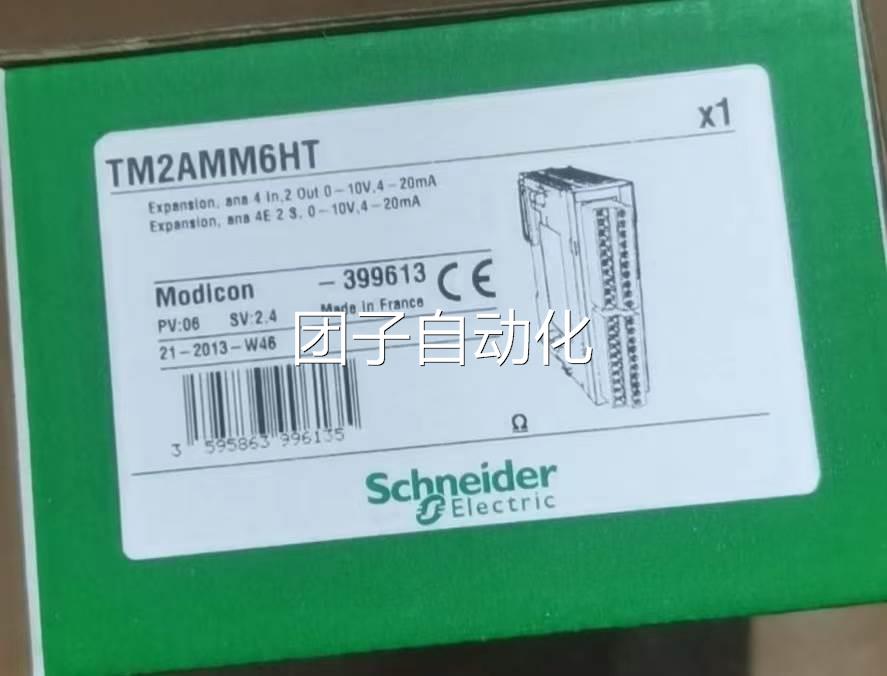 x1
TM2AMM6HT
Expansion, ana 4 In,2 Out 0-10V,4-20mA
Expansion, ana 4E 2 S, 0-10V,4-20mA
Modicon -399613 CE
PV:06 SV:2.4 Made in France
21-2013-W46
团子自动化
3 595863 996135
Ω
Schneider
Electric